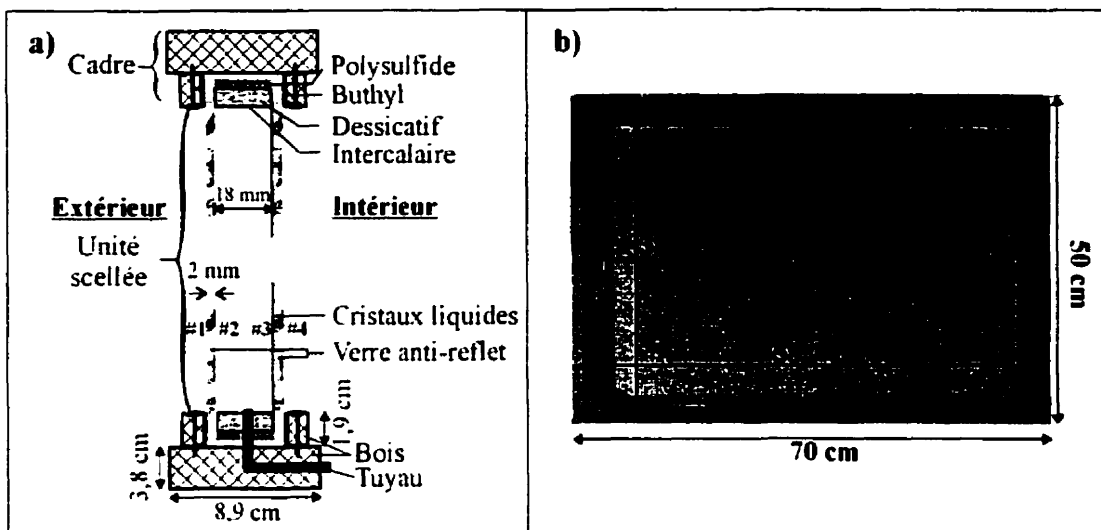 a)
Cadre
Polysulfide
Buthyl
Dessicatif
Intercalaire
18 mm
Extérieur
Intérieur
Unité
scellée
2 mm
Cristaux liquides
#1
#2
#3
#4
Verre anti-reflet
1,9 cm
Bois
Tuyau
3,8 cm
8,9 cm
b)
50 cm
70 cm